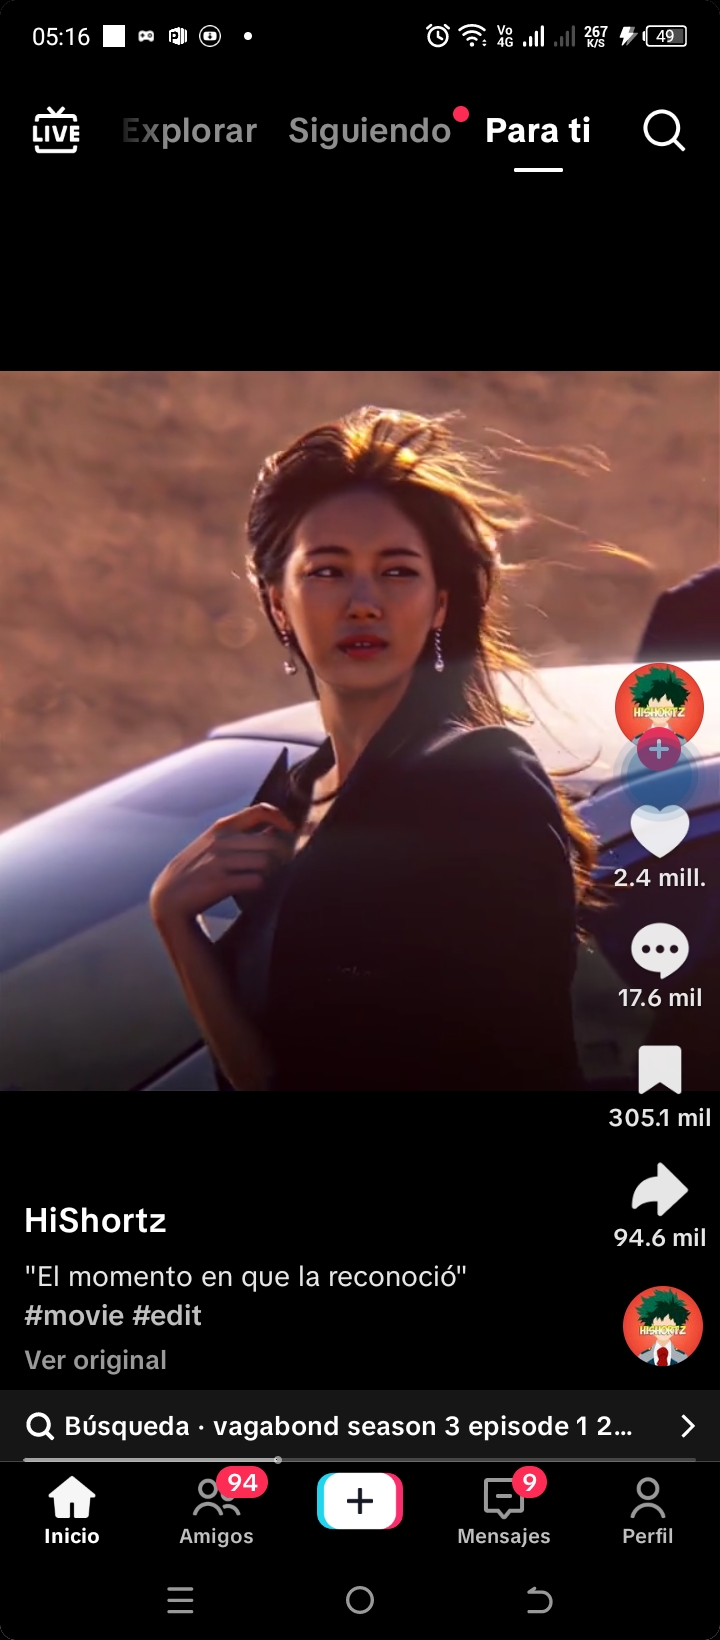 05:16
Vo
4G
267
K/S
49
LIVE
Explorar
Siguiendo
Para ti
HISHORTZ
2.4 mill.
17.6 mil
305.1 mil
94.6 mil
HiShortz
"El momento en que la reconoció"
#movie #edit
Ver original
HISHORTZ
Búsqueda · vagabond season 3 episode 1 2...
94
9
Inicio
Amigos
Mensajes
Perfil